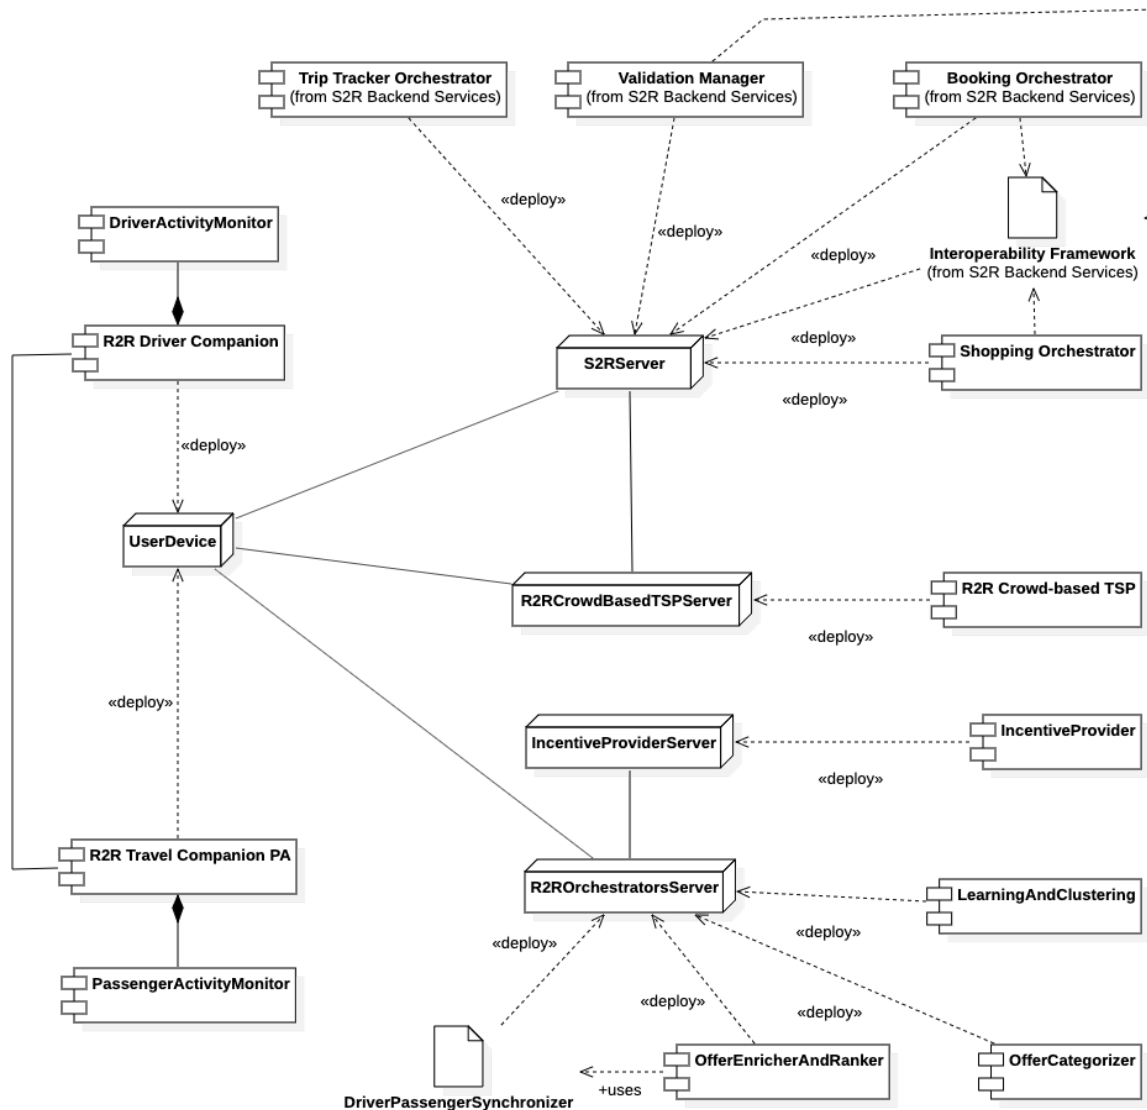 Trip Tracker Orchestrator
(from S2R Backend Services)
Validation Manager
(from S2R Backend Services)
Booking Orchestrator
(from S2R Backend Services)
«deploy»
«deploy»
«deploy»
DriverActivityMonitor
Interoperability Framework
(from S2R Backend Services)
R2R Driver Companion
S2RServer
«deploy»
Shopping Orchestrator
«deploy»
«deploy»
UserDevice
R2RCrowdBasedTSPServer
R2R Crowd-based TSP
«deploy»
«deploy»
IncentiveProviderServer
IncentiveProvider
«deploy»
R2R Travel Companion PA
R2ROrchestratorsServer
LearningAndClustering
«deploy»
«deploy»
PassengerActivityMonitor
«deploy»
«deploy»
OfferEnricherAndRanker
OfferCategorizer
+uses
DriverPassengerSynchronizer